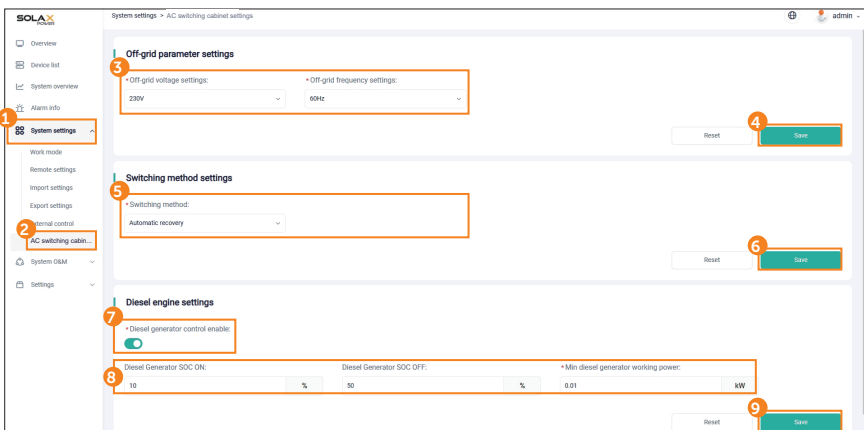 SOLAX
POWER
System settings > AC switching cabinet settings
admin
Overview
Device list
System overview
Alarm info
1
System settings
Work mode
Remote settings
Import settings
Export settings
2
ternal control
AC switching cabin...
System O&M
Settings
Off-grid parameter settings
3
*Off-grid voltage settings: *Off-grid frequency settings:
230V 60Hz
4
Reset Save
Switching method settings
5
*Switching method:
Automatic recovery
6
Reset Save
Diesel engine settings
7
*Diesel generator control enable:
8
Diesel Generator SOC ON: Diesel Generator SOC OFF: *Min diesel generator working power:
10 % 50 % 0.01 kW
9
Reset Save